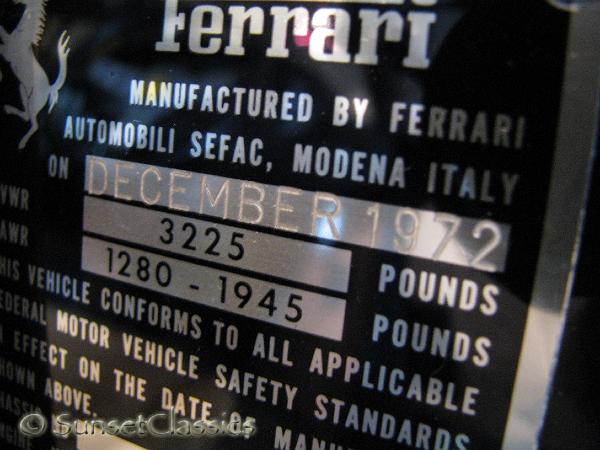 Ferrari
MANUFACTURED BY FERRARI
AUTOMOBILI SEFAC, MODENA ITALY
ON DECEMBER 1972
VWR 3225 POUNDS
AWR 1280 - 1945 POUNDS
HIS VEHICLE CONFORMS TO ALL APPLICABLE
EDERAL MOTOR VEHICLE SAFETY STANDARDS
EFFECT ON THE DATE OF MANU
HOWN ABOVE.
© SunsetClassics